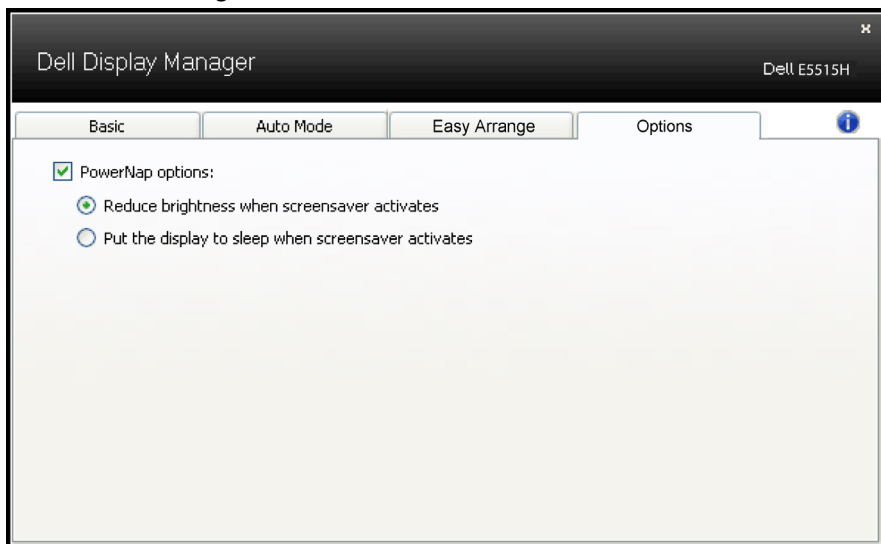 x
Dell Display Manager
Dell E5515H
Basic Auto Mode Easy Arrange Options i
PowerNap options:
Reduce brightness when screensaver activates
Put the display to sleep when screensaver activates